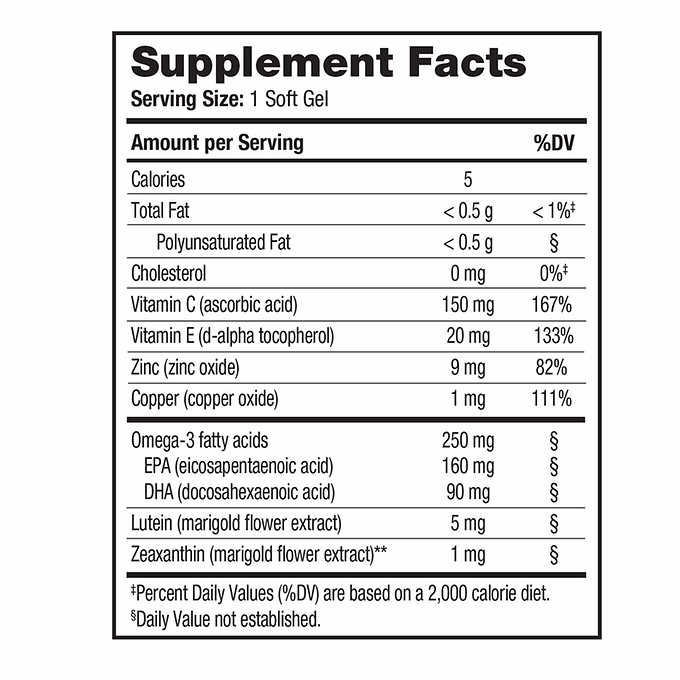 Supplement Facts
Serving Size: 1 Soft Gel
Amount per Serving %DV
Calories 5
Total Fat < 0.5 g < 1%‡
Polyunsaturated Fat < 0.5 g §
Cholesterol 0 mg 0%‡
Vitamin C (ascorbic acid) 150 mg 167%
Vitamin E (d-alpha tocopherol) 20 mg 133%
Zinc (zinc oxide) 9 mg 82%
Copper (copper oxide) 1 mg 111%
Omega-3 fatty acids 250 mg §
EPA (eicosapentaenoic acid) 160 mg §
DHA (docosahexaenoic acid) 90 mg §
Lutein (marigold flower extract) 5 mg §
Zeaxanthin (marigold flower extract)** 1 mg §
‡Percent Daily Values (%DV) are based on a 2,000 calorie diet.
§Daily Value not established.